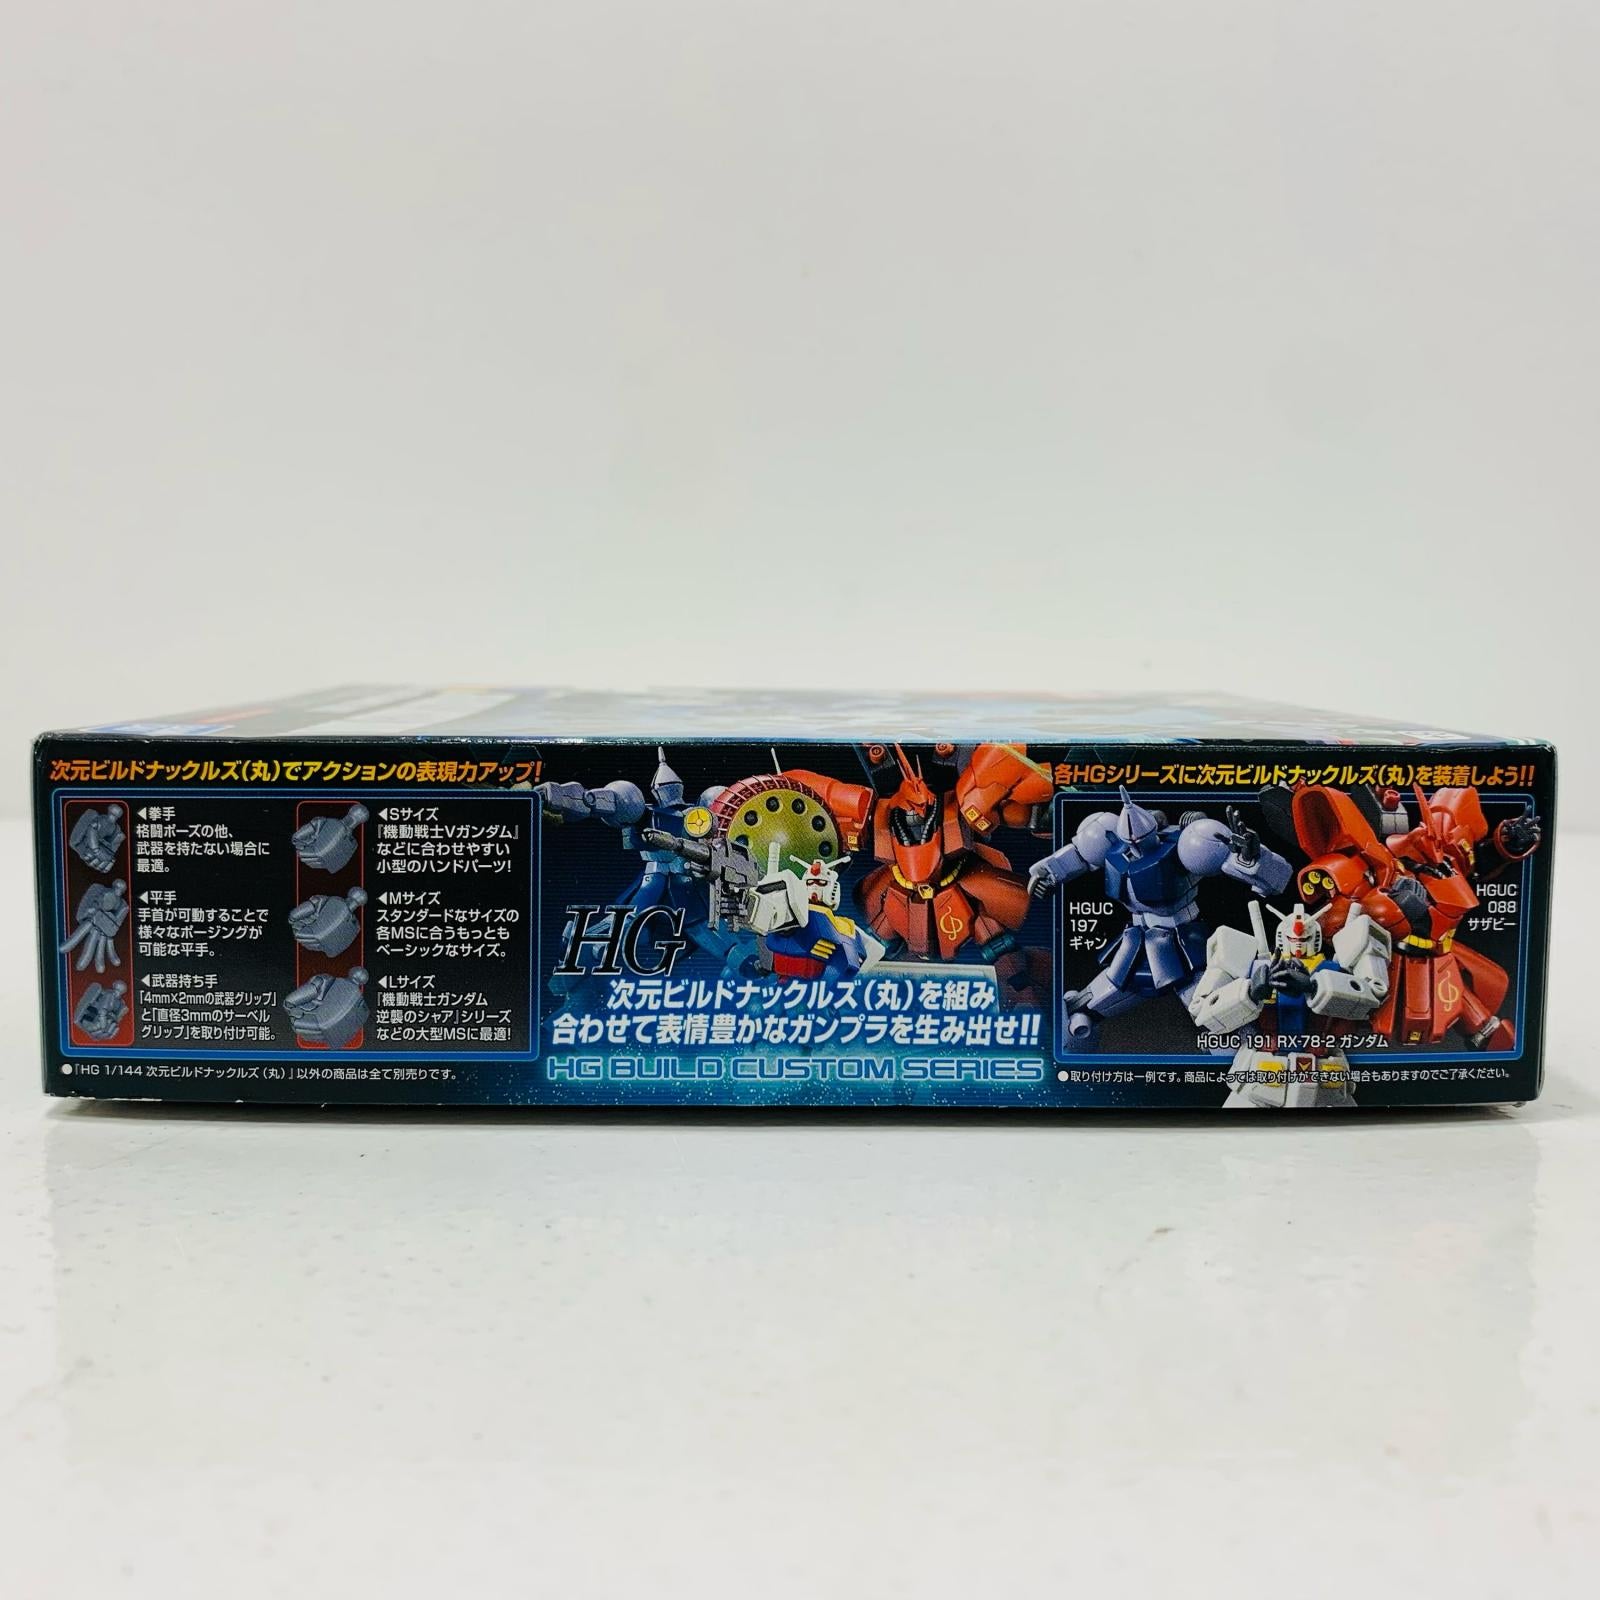 次元ビルドナックルズ(丸)でアクションの表現力アップ!
◀拳手
格闘ポーズの他、
武器を持たない場合に
最適。
◀平手
手首が可動することで
様々なポージングが
可能な平手。
◀武器持ち手
「4mm×2mmの武器グリップ」
と「直径3mmのサーベル
グリップ」を取り付け可能。
◀Sサイズ
『機動戦士Vガンダム』
などに合わせやすい
小型のハンドパーツ!
◀Mサイズ
スタンダードなサイズの
各MSに合うもっとも
ベーシックなサイズ。
◀Lサイズ
『機動戦士ガンダム
逆襲のシャア』シリーズ
などの大型MSに最適!
●『HG 1/144 次元ビルドナックルズ(丸)』以外の商品は全て別売りです。
HG
次元ビルドナックルズ(丸)を組み
合わせて表情豊かなガンプラを生み出せ!!
HG BUILD CUSTOM SERIES
各HGシリーズに次元ビルドナックルズ(丸)を装着しよう!!
HGUC
197
ギャン
HGUC
088
サザビー
HGUC 191 RX-78-2 ガンダム
●取り付け方は一例です。商品によっては取り付けができない場合もありますのでご了承ください。